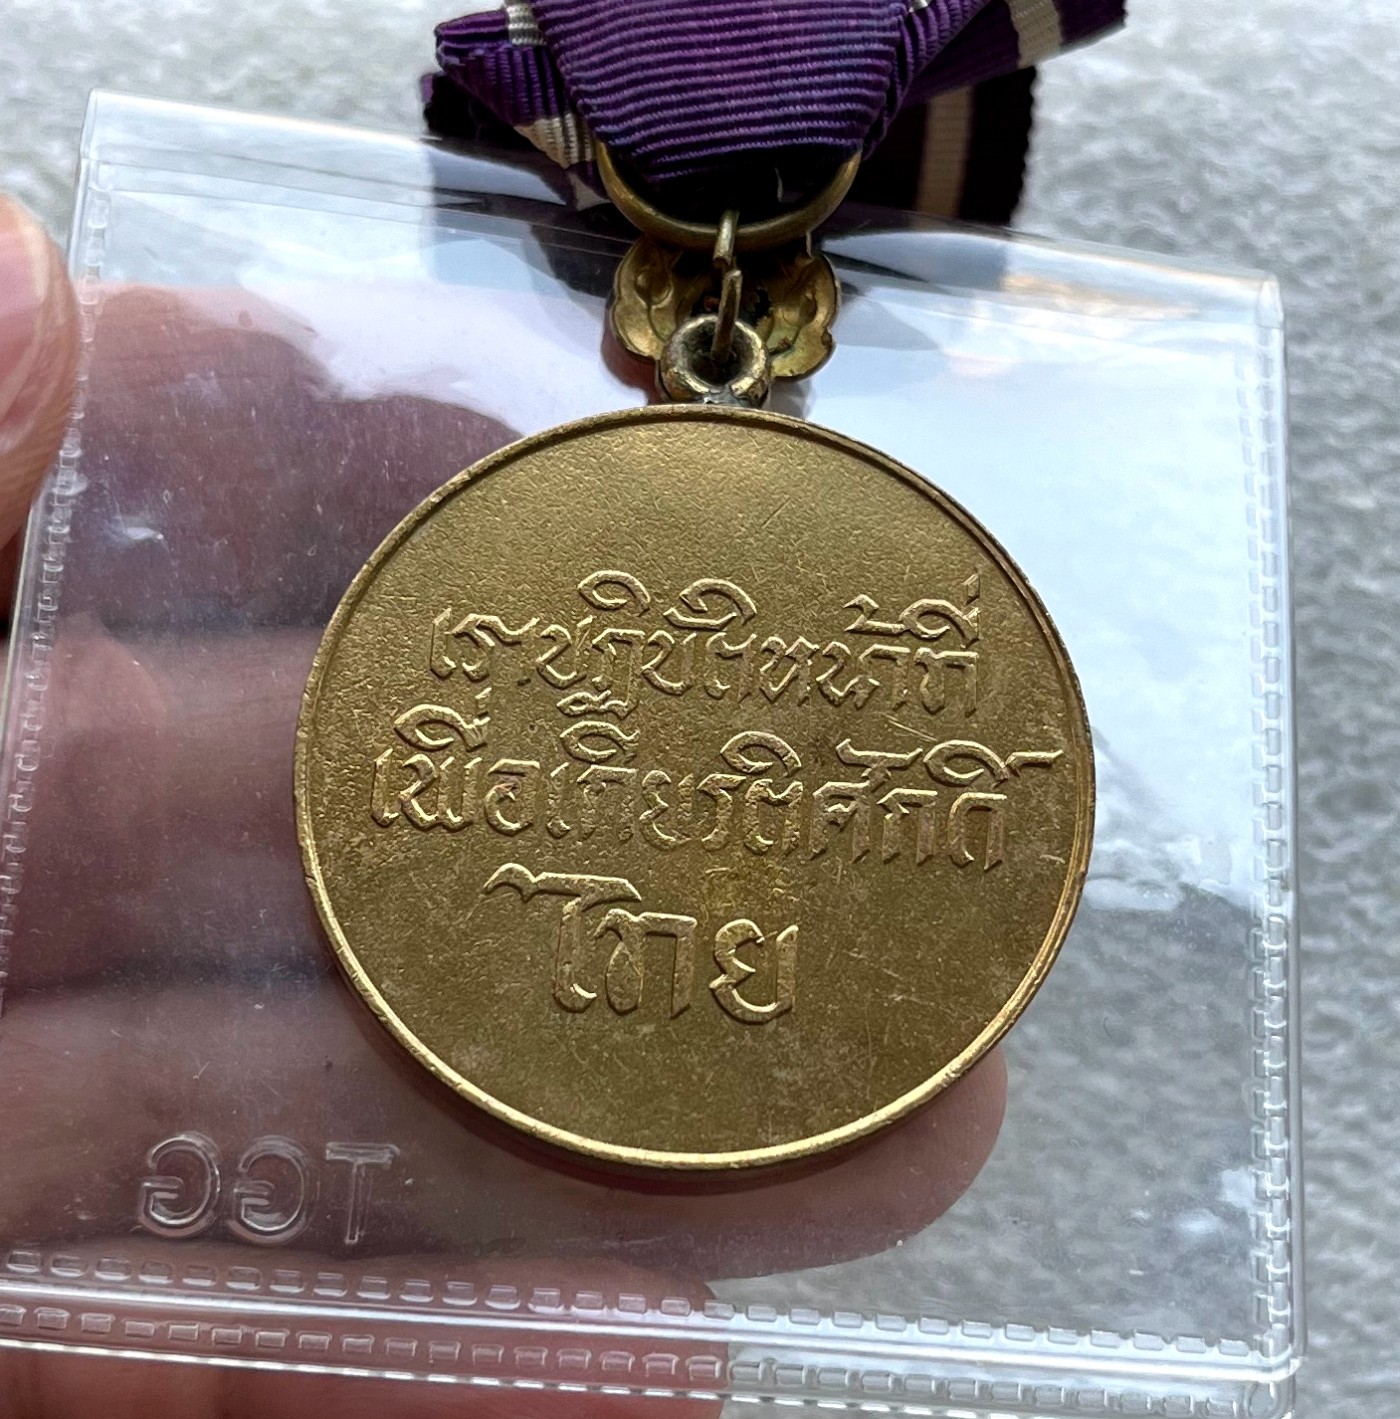 เราปฏิบัติหน้าที่
เพื่อเกียรติศักดิ์
ไทย
TGG